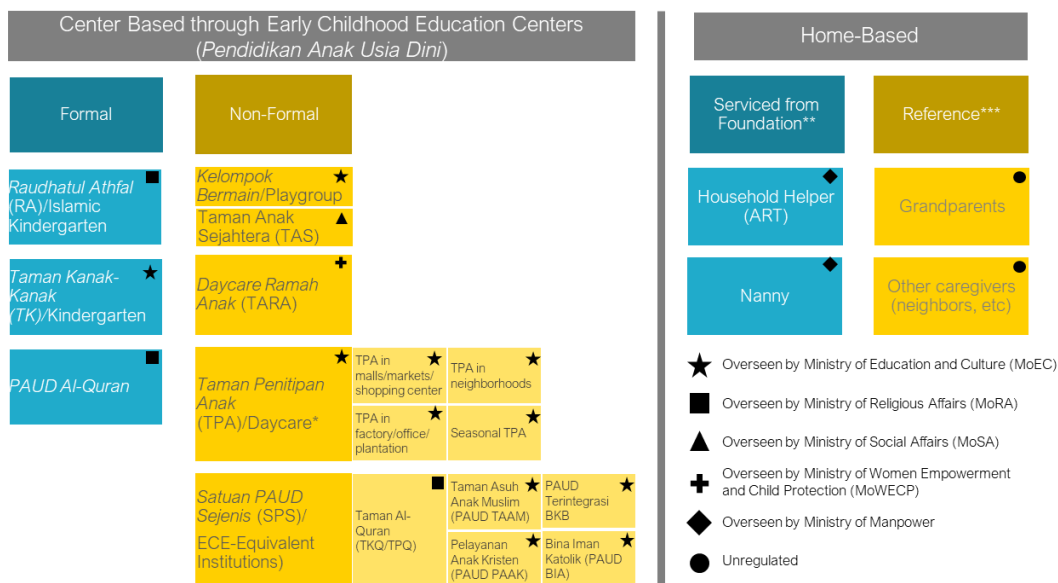 Center Based through Early Childhood Education Centers
(Pendidikan Anak Usia Dini)
Home-Based
Formal
Non-Formal
Serviced from
Foundation**
Reference***
Raudhatul Athfal
(RA)/Islamic
Kindergarten
Kelompok
Bermain/Playgroup
Taman Anak
Sejahtera (TAS)
Household Helper
(ART)
Grandparents
Taman Kanak-
Kanak
(TK)/Kindergarten
Daycare Ramah
Anak (TARA)
Nanny
Other caregivers
(neighbors, etc)
PAUD Al-Quran
Taman Penitipan
Anak
(TPA)/Daycare*
TPA in
malls/markets/
shopping center
TPA in
neighborhoods
TPA in
factory/office/
plantation
Seasonal TPA
Satuan PAUD
Sejenis (SPS)/
ECE-Equivalent
Institutions)
Taman Al-
Quran
(TKQ/TPQ)
Taman Asuh
Anak Muslim
(PAUD TAAM)
PAUD
Terintegrasi
BKB
Pelayanan
Anak Kristen
(PAUD PAAK)
Bina Iman
Katolik (PAUD
BIA)
Overseen by Ministry of Education and Culture (MoEC)
Overseen by Ministry of Religious Affairs (MoRA)
Overseen by Ministry of Social Affairs (MoSA)
Overseen by Ministry of Women Empowerment
and Child Protection (MoWECP)
Overseen by Ministry of Manpower
Unregulated